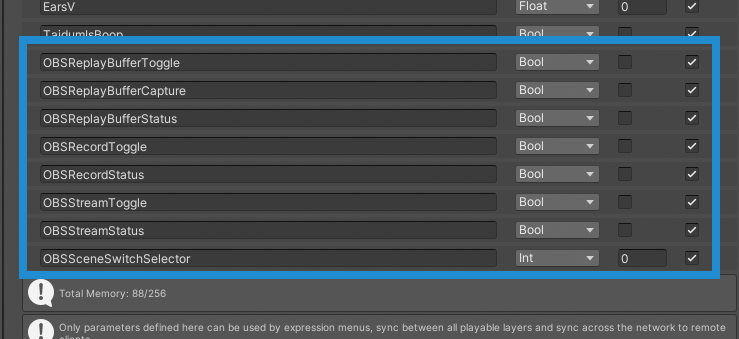 EarsV Float 0
TaidumIsBoop Bool
OBSReplayBufferToggle Bool
OBSReplayBufferCapture Bool
OBSReplayBufferStatus Bool
OBSRecordToggle Bool
OBSRecordStatus Bool
OBSStreamToggle Bool
OBSStreamStatus Bool
OBSSceneSwitchSelector Int 0
Total Memory: 88/256
Only parameters defined here can be used by expression menus, sync between all playable layers and sync across the network to remote
clients.